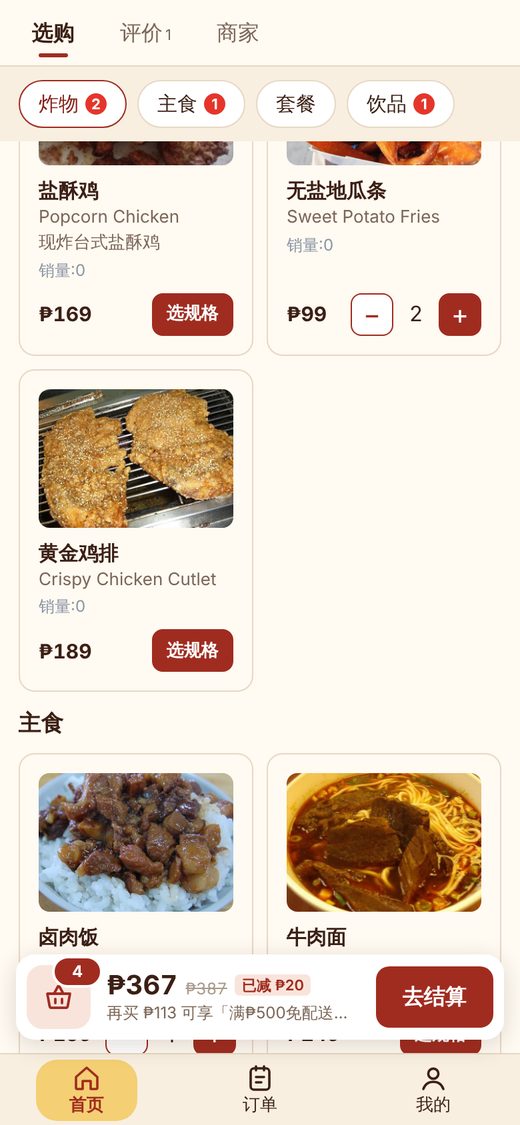 选购
评价 1
商家
炸物 2
主食 1
套餐
饮品 1
盐酥鸡
Popcorn Chicken
现炸台式盐酥鸡
销量:0
₱169
选规格
无盐地瓜条
Sweet Potato Fries
销量:0
₱99
− 2 +
黄金鸡排
Crispy Chicken Cutlet
销量:0
₱189
选规格
主食
卤肉饭
牛肉面
4
₱367 ₱387 已减 ₱20
再买 ₱113 可享「满₱500免配送...
去结算
首页
订单
我的